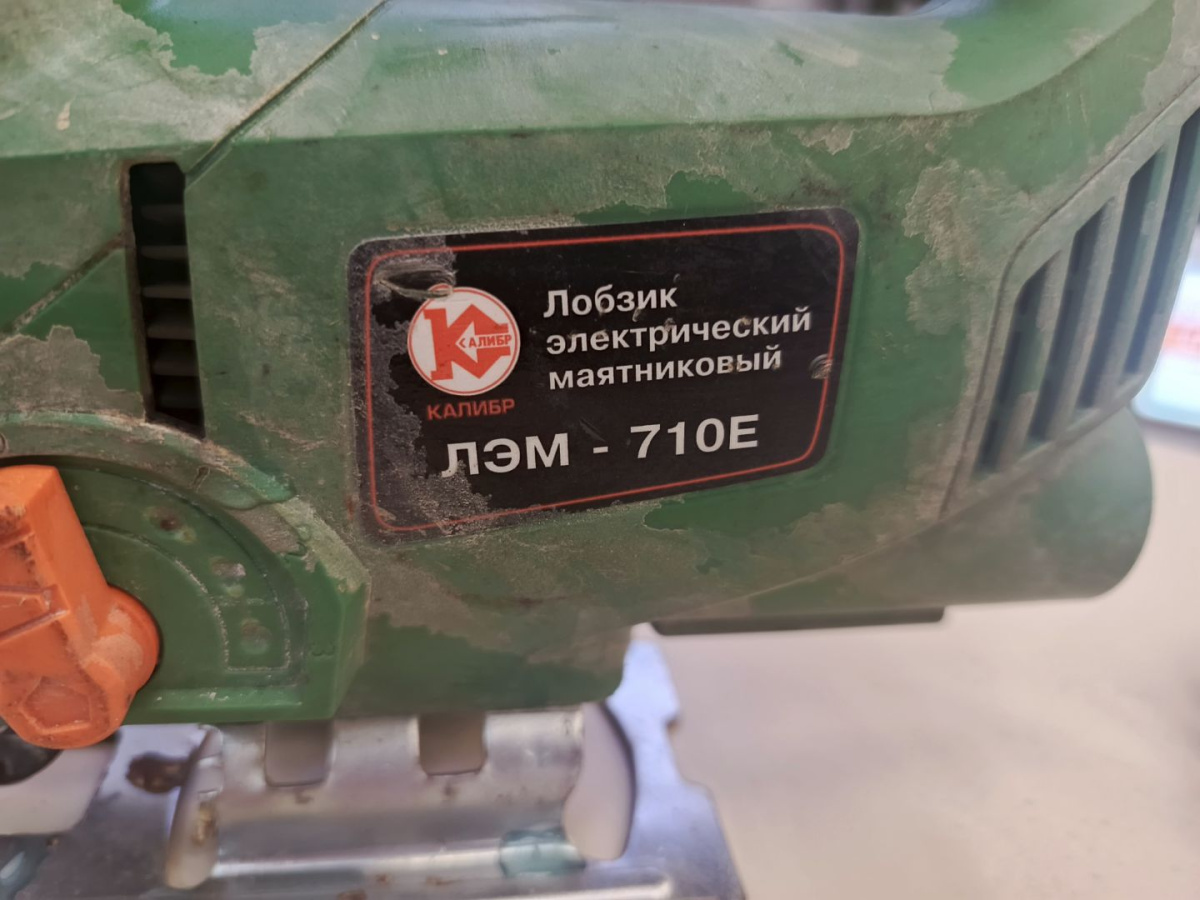 Лобзик
электрический
маятниковый
КАЛИБР
КАЛИБР
ЛЭМ - 710Е